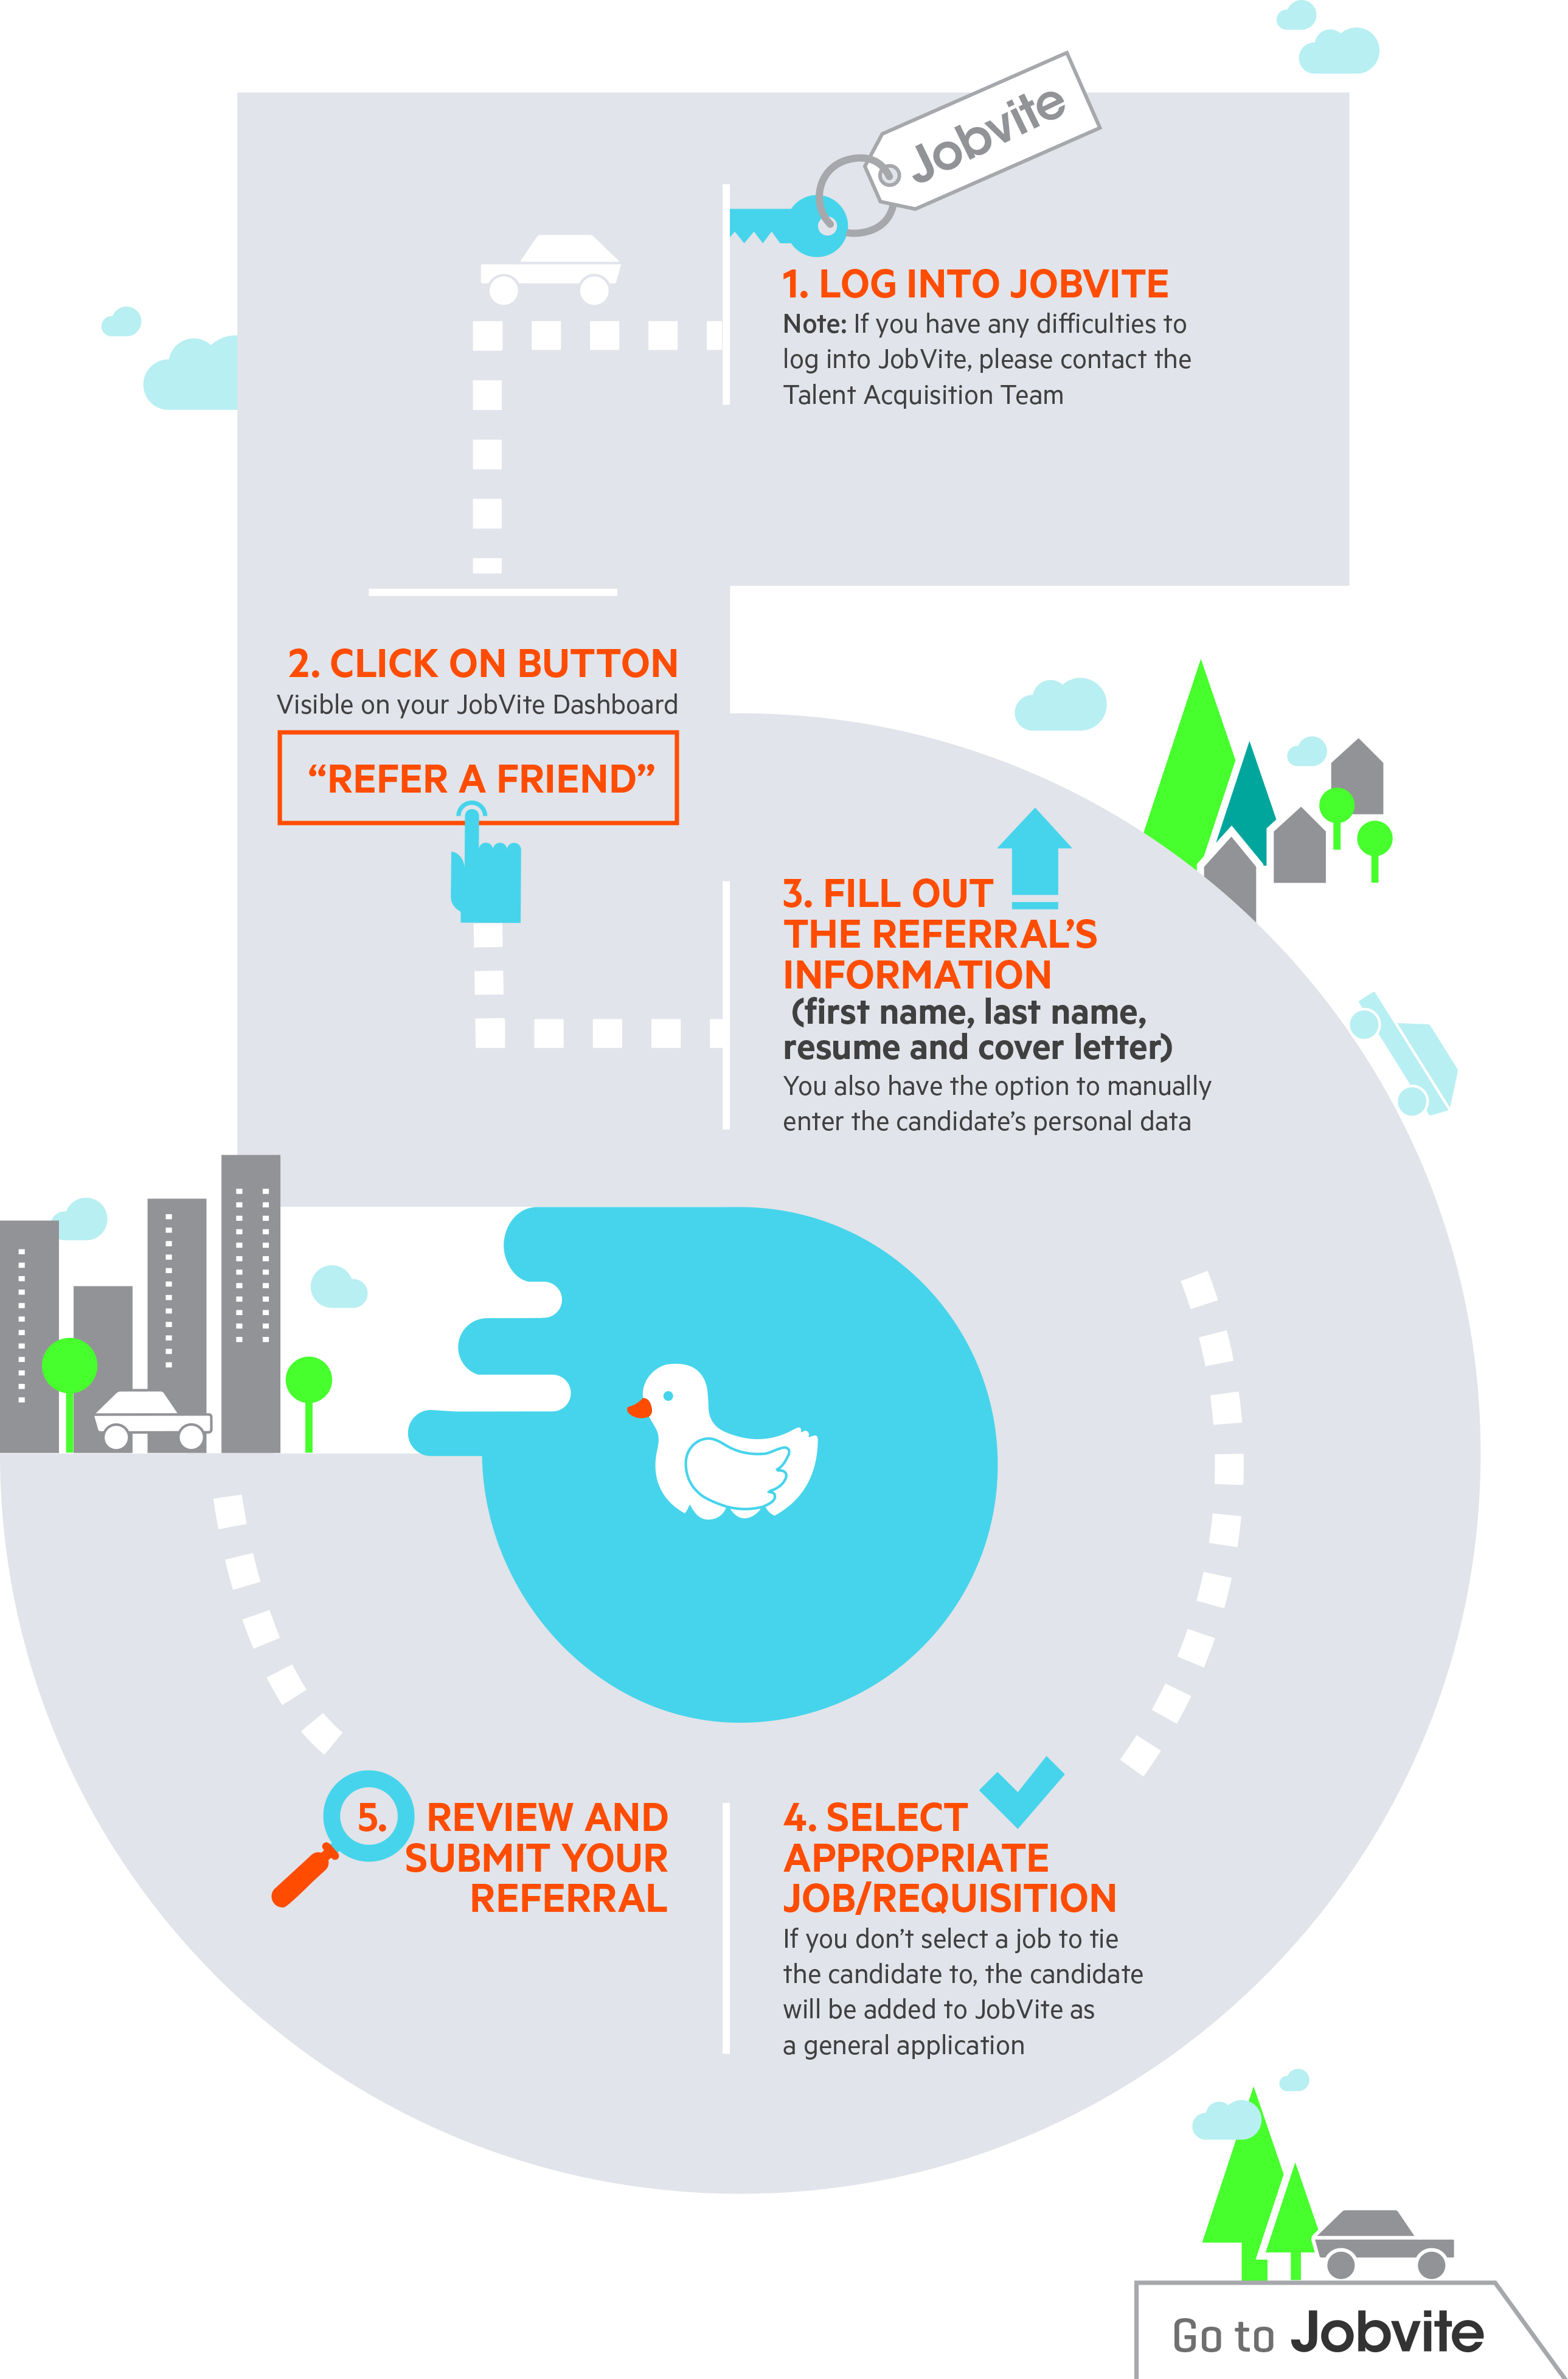 Jobvite
1. LOG INTO JOBVITE
Note: If you have any difficulties to
log into JobVite, please contact the
Talent Acquisition Team
2. CLICK ON BUTTON
Visible on your JobVite Dashboard
“REFER A FRIEND”
3. FILL OUT
THE REFERRAL’S
INFORMATION
(first name, last name,
resume and cover letter)
You also have the option to manually
enter the candidate’s personal data
4. SELECT
APPROPRIATE
JOB/REQUISITION
If you don’t select a job to tie
the candidate to, the candidate
will be added to JobVite as
a general application
5. REVIEW AND
SUBMIT YOUR
REFERRAL
Go to Jobvite